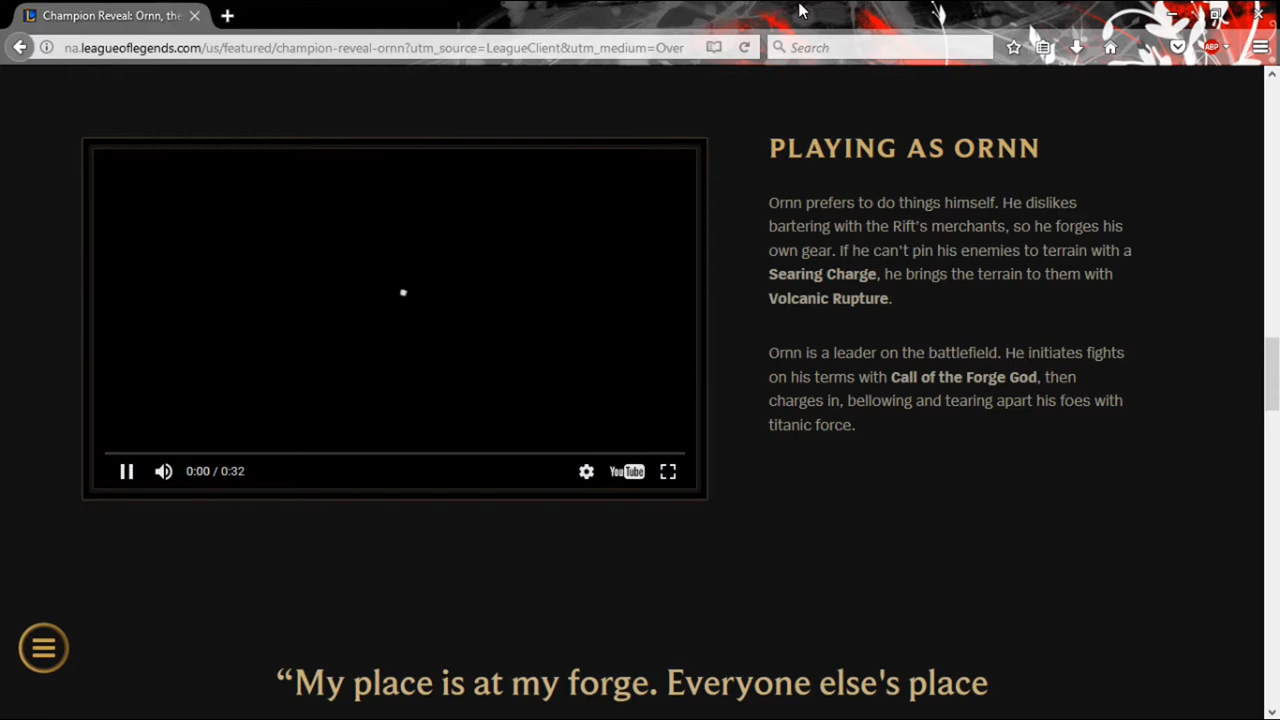 Champion Reveal: Ornn, the
na.leagueoflegends.com/us/featured/champion-reveal-ornn?utm_source=LeagueClient&utm_medium=Over
Search
ABP
PLAYING AS ORNN
Ornn prefers to do things himself. He dislikes
bartering with the Rift's merchants, so he forges his
own gear. If he can't pin his enemies to terrain with a
Searing Charge, he brings the terrain to them with
Volcanic Rupture.
Ornn is a leader on the battlefield. He initiates fights
on his terms with Call of the Forge God, then
charges in, bellowing and tearing apart his foes with
titanic force.
0:00 / 0:32
YouTube
“My place is at my forge. Everyone else's place